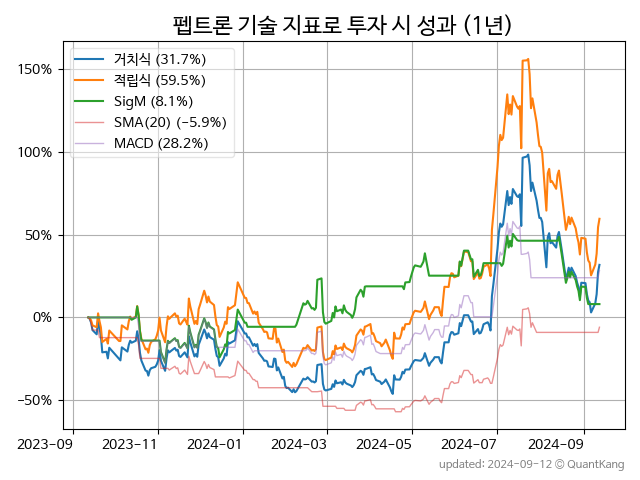 펩트론 기술 지표로 투자 시 성과 (1년)
거치식 (31.7%)
적립식 (59.5%)
SigM (8.1%)
SMA(20) (-5.9%)
MACD (28.2%)
150%
100%
50%
0%
-50%
2023-09 2023-11 2024-01 2024-03 2024-05 2024-07 2024-09
updated: 2024-09-12 © QuantKang